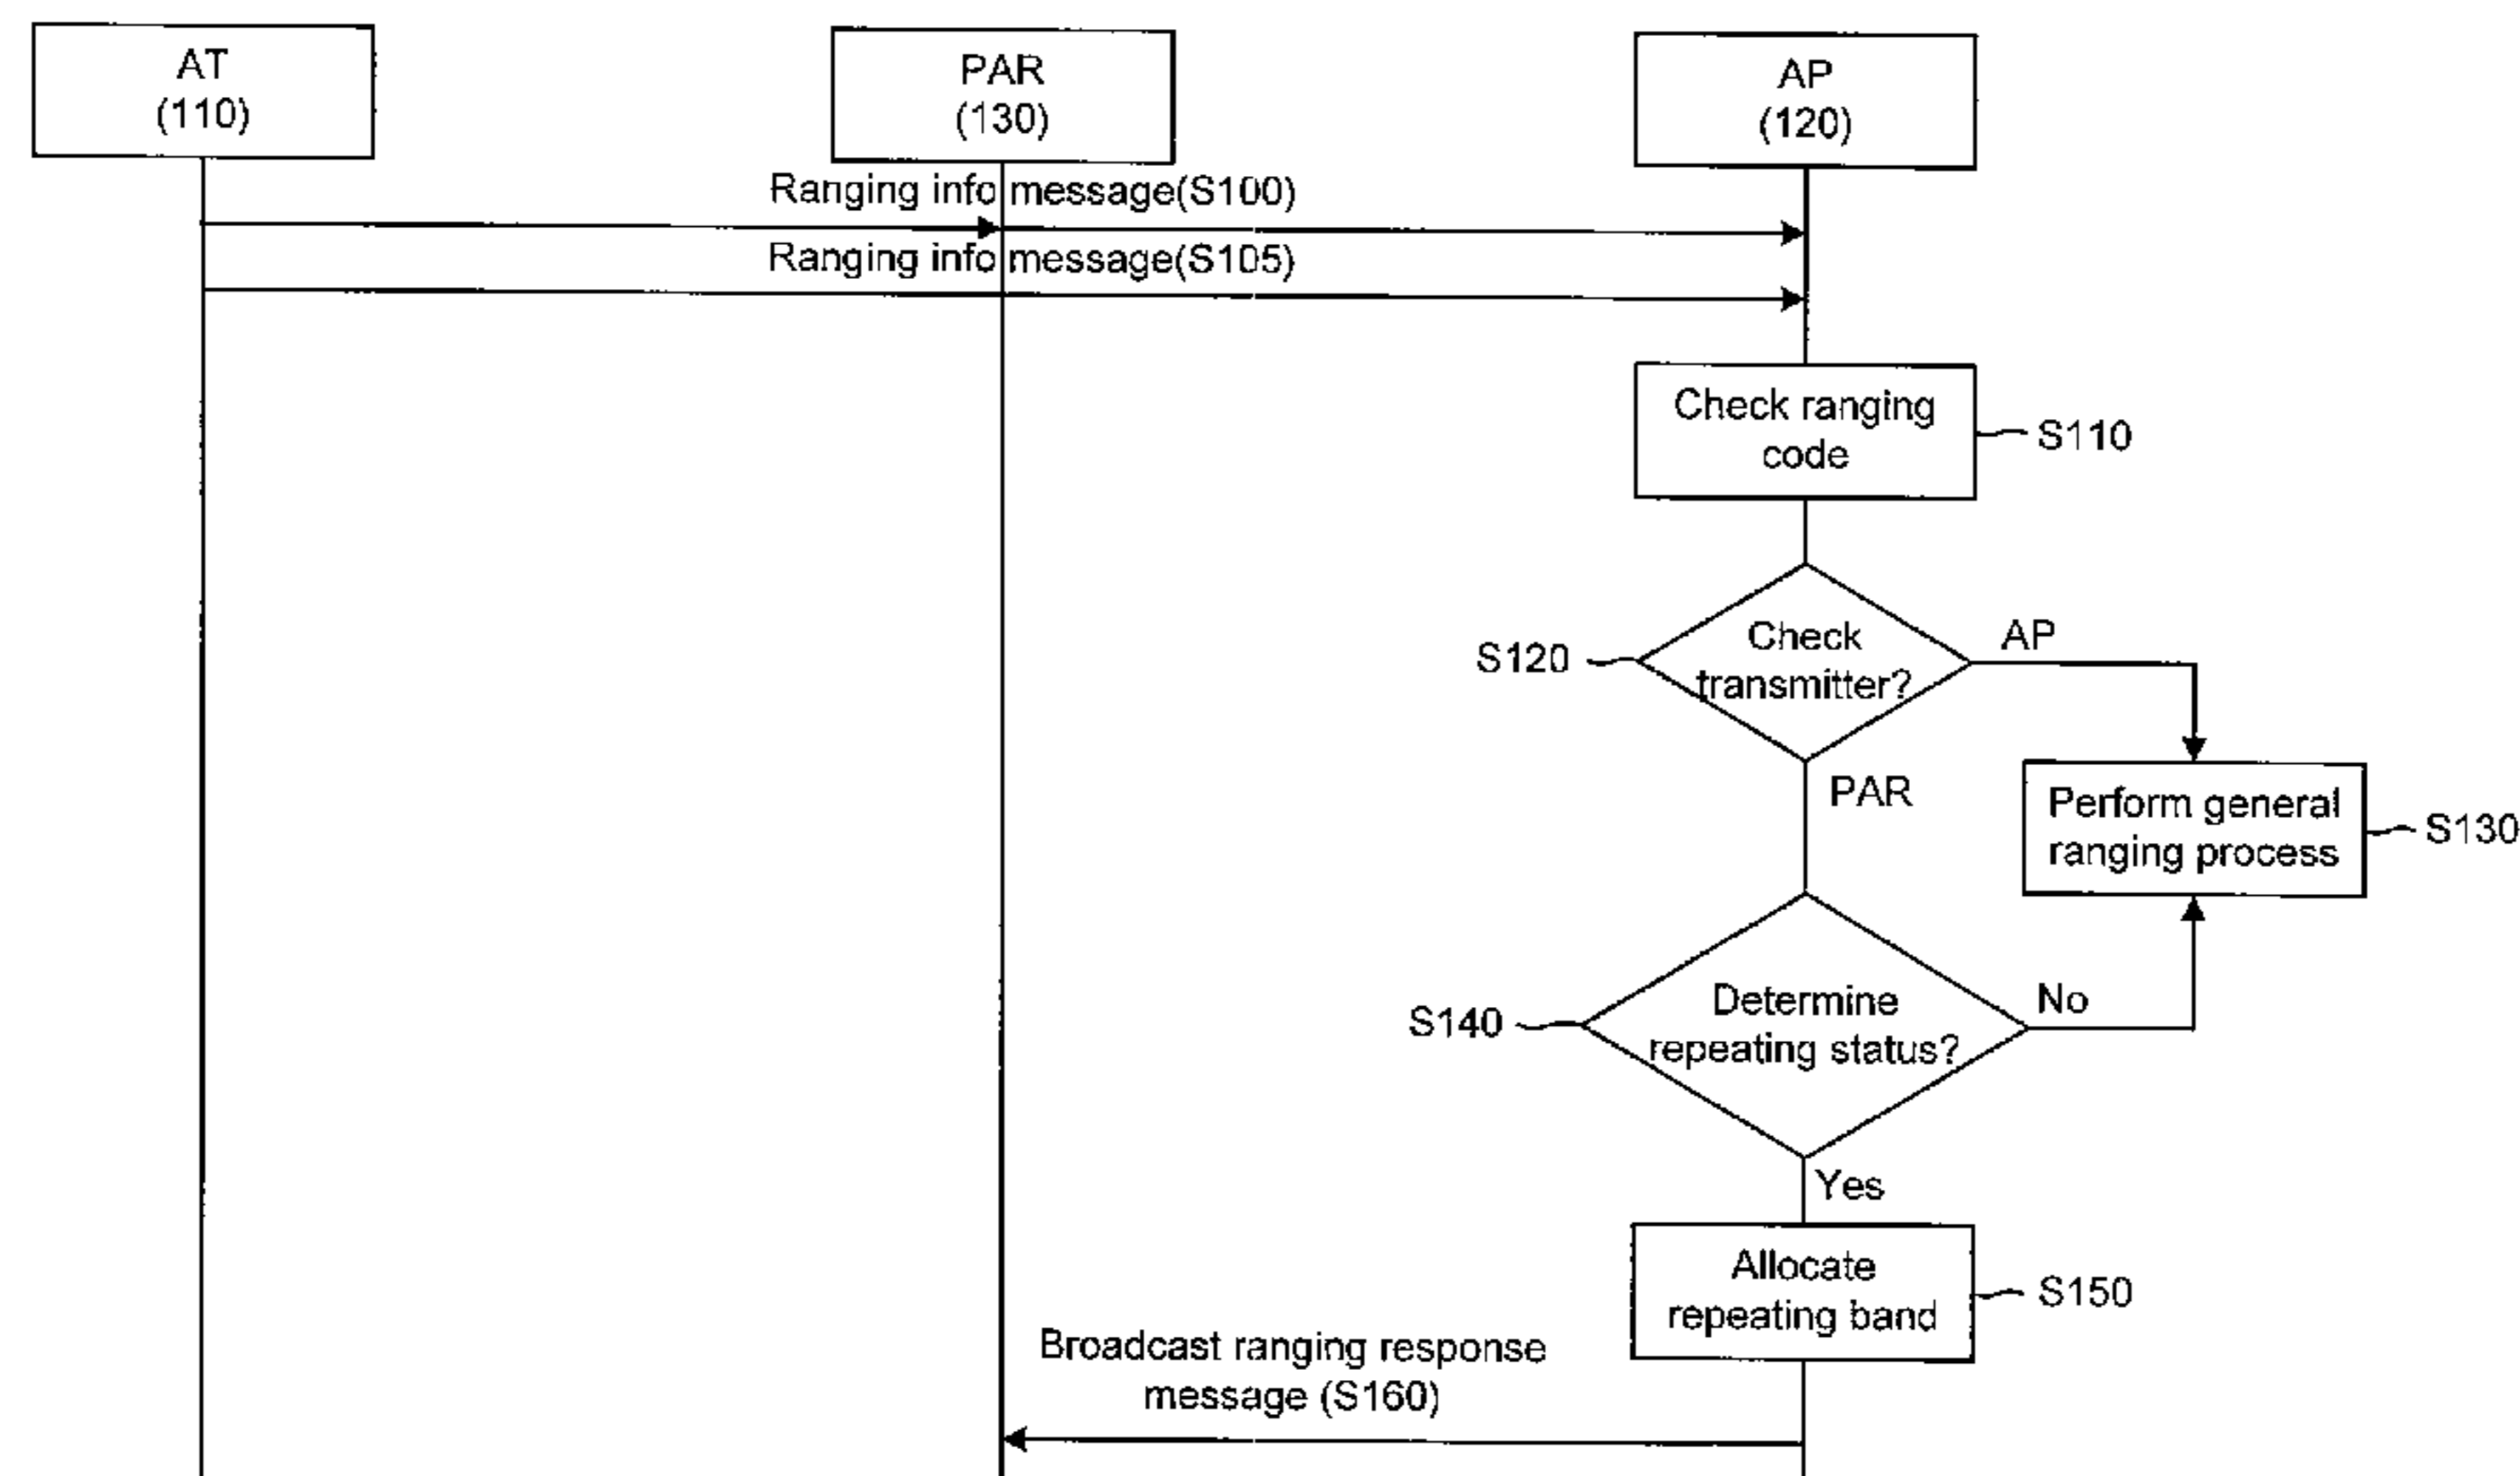 AT
(110)
PAR
(130)
AP
(120)
Ranging info message(S100)
Ranging info message(S105)
Check ranging
code
S110
Check
transmitter?
S120
AP
PAR
Perform general
ranging process
S130
Determine
repeating status?
S140
No
Yes
Allocate
repeating band
S150
Broadcast ranging response
message (S160)